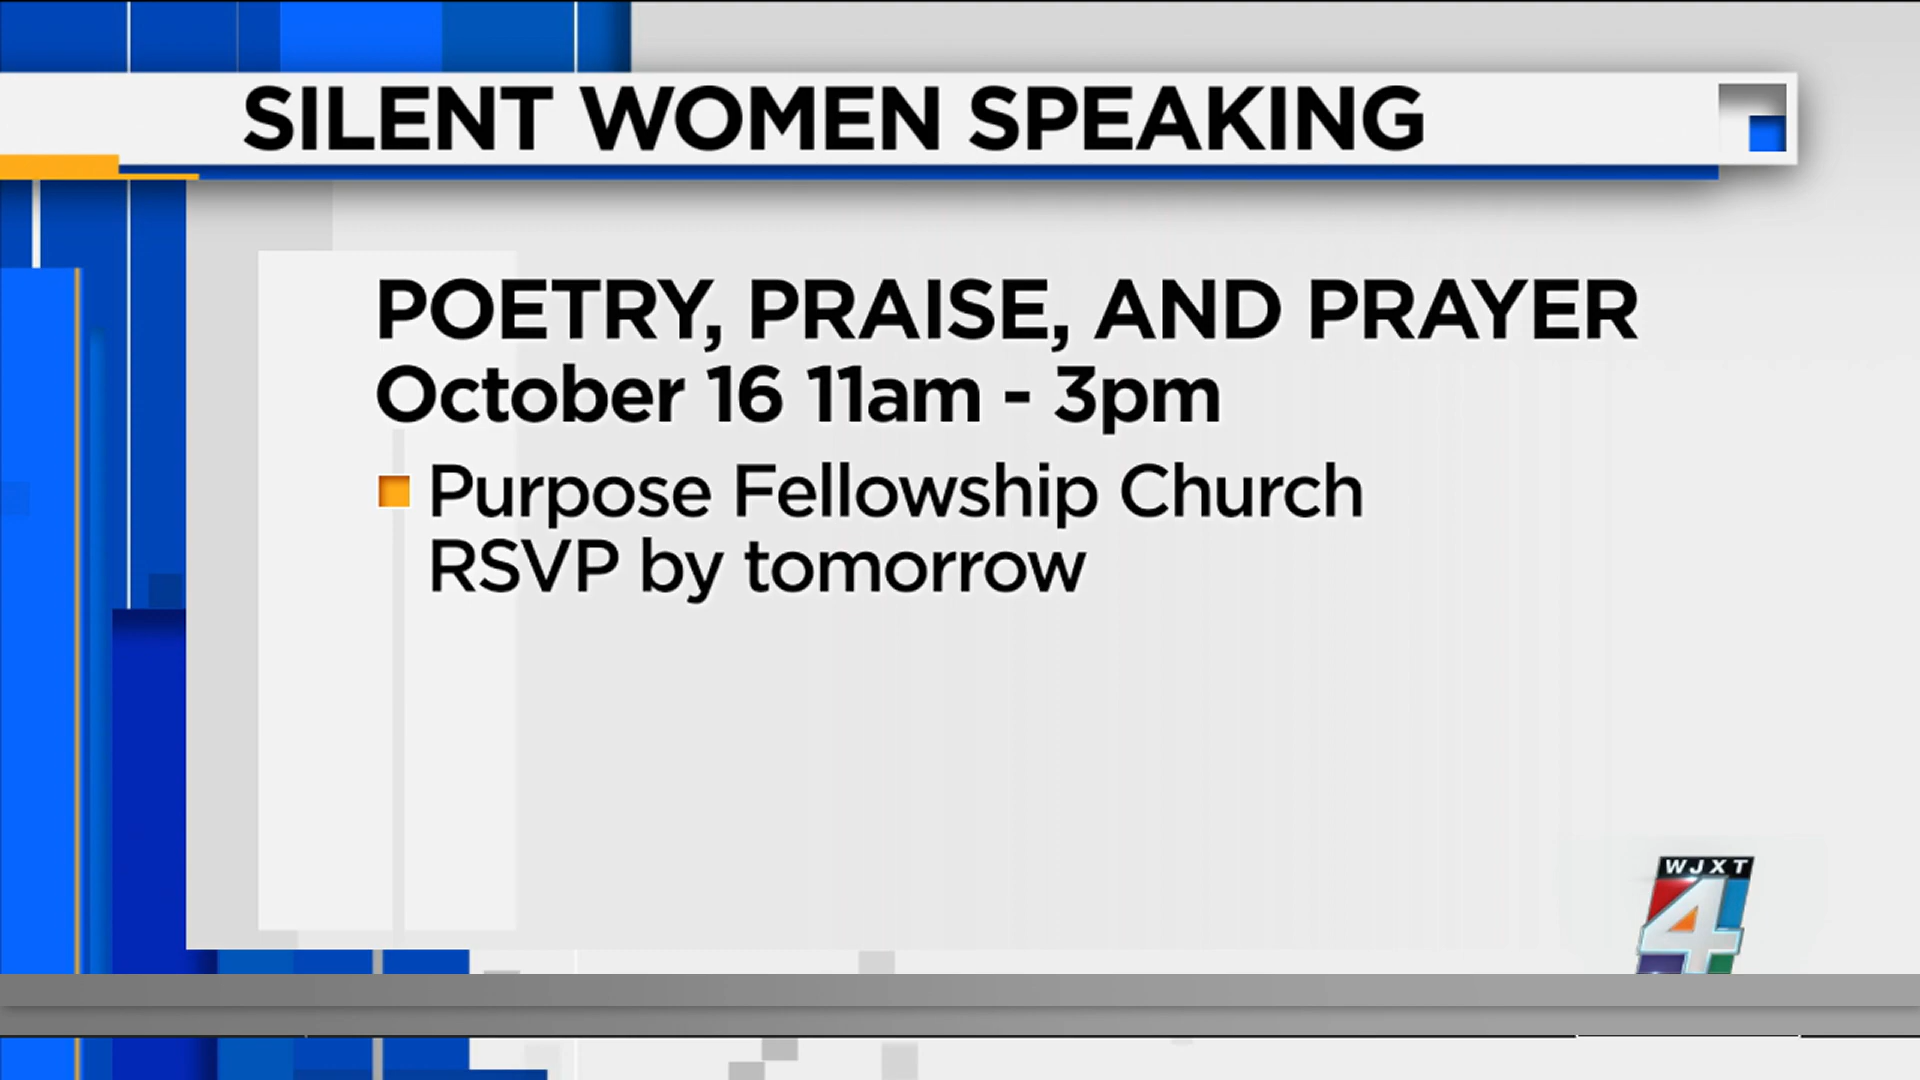 SILENT WOMEN SPEAKING
POETRY, PRAISE, AND PRAYER
October 16 11am - 3pm
Purpose Fellowship Church
RSVP by tomorrow
WJXT
4